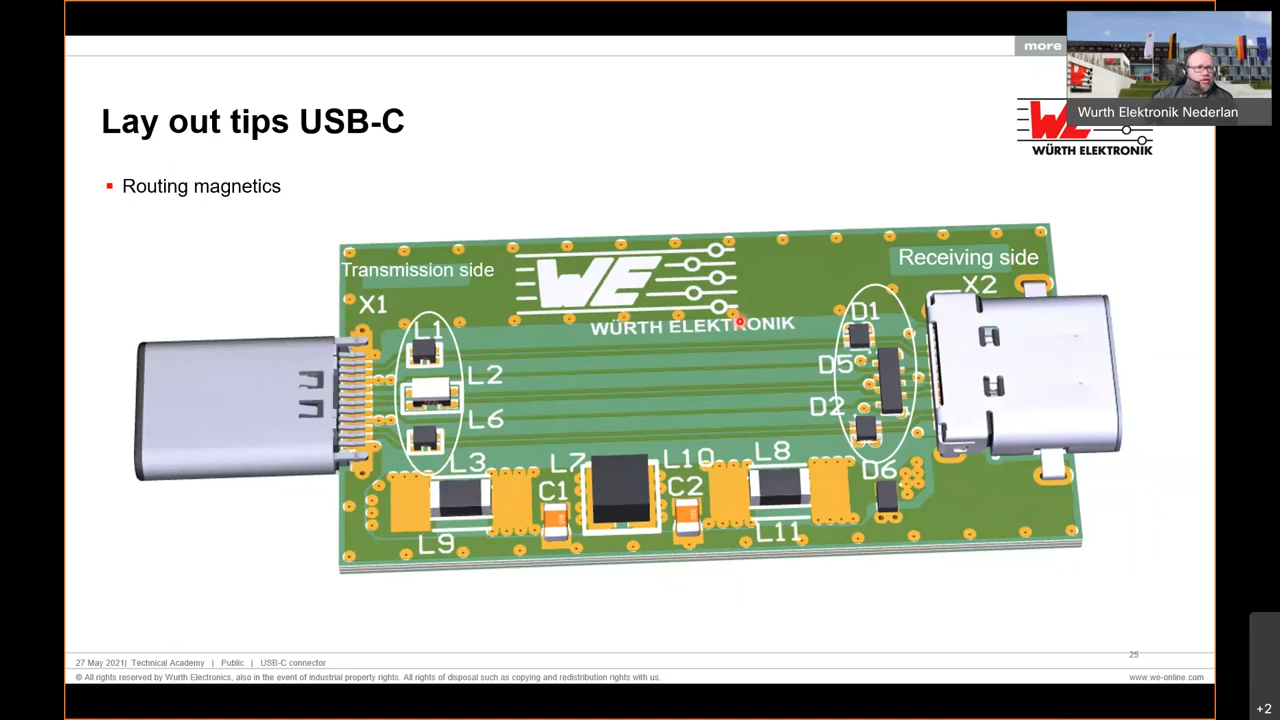 more
Wurth Elektronik Nederlan
WE
WÜRTH ELEKTRONIK
Lay out tips USB-C
Routing magnetics
Transmission side
Receiving side
WE
WÜRTH ELEKTRONIK
X1
X2
L1
D1
L2
D5
L6
D2
L3
L7
L10
L8
D6
C1
C2
L9
L11
25
27 May 2021| Technical Academy | Public | USB-C connector
© All rights reserved by Wurth Electronics, also in the event of industrial property rights. All rights of disposal such as copying and redistribution rights with us.
www.we-online.com
+2